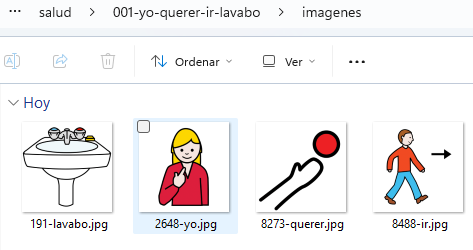 ··· salud > 001-yo-querer-ir-lavabo > imagenes
Ordenar Ver ···
Hoy
191-lavabo.jpg 2648-yo.jpg 8273-querer.jpg 8488-ir.jpg